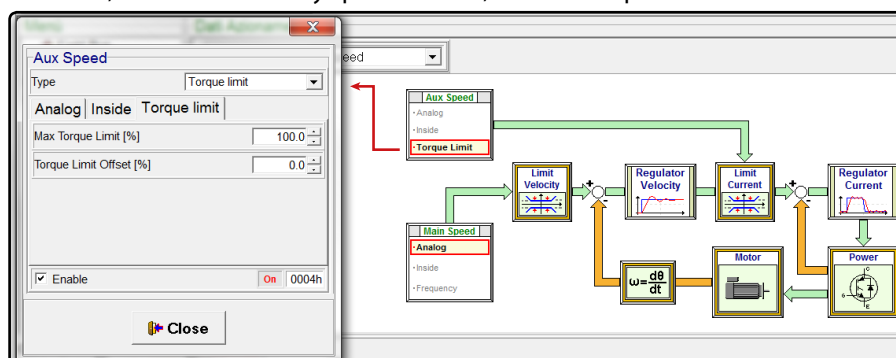 Aux Speed
Type Torque limit
Analog Inside Torque limit
Max Torque Limit [%] 100.0
Torque Limit Offset [%] 0.0
Enable On 0004h
Close
eed
Aux Speed
·Analog
·Inside
·Torque Limit
Main Speed
·Analog
·Inside
·Frequency
Limit
Velocity
+
-
Regulator
Velocity
Limit
Current
+
-
Regulator
Current
ω=dθ/dt
Motor
Power
C
G
E